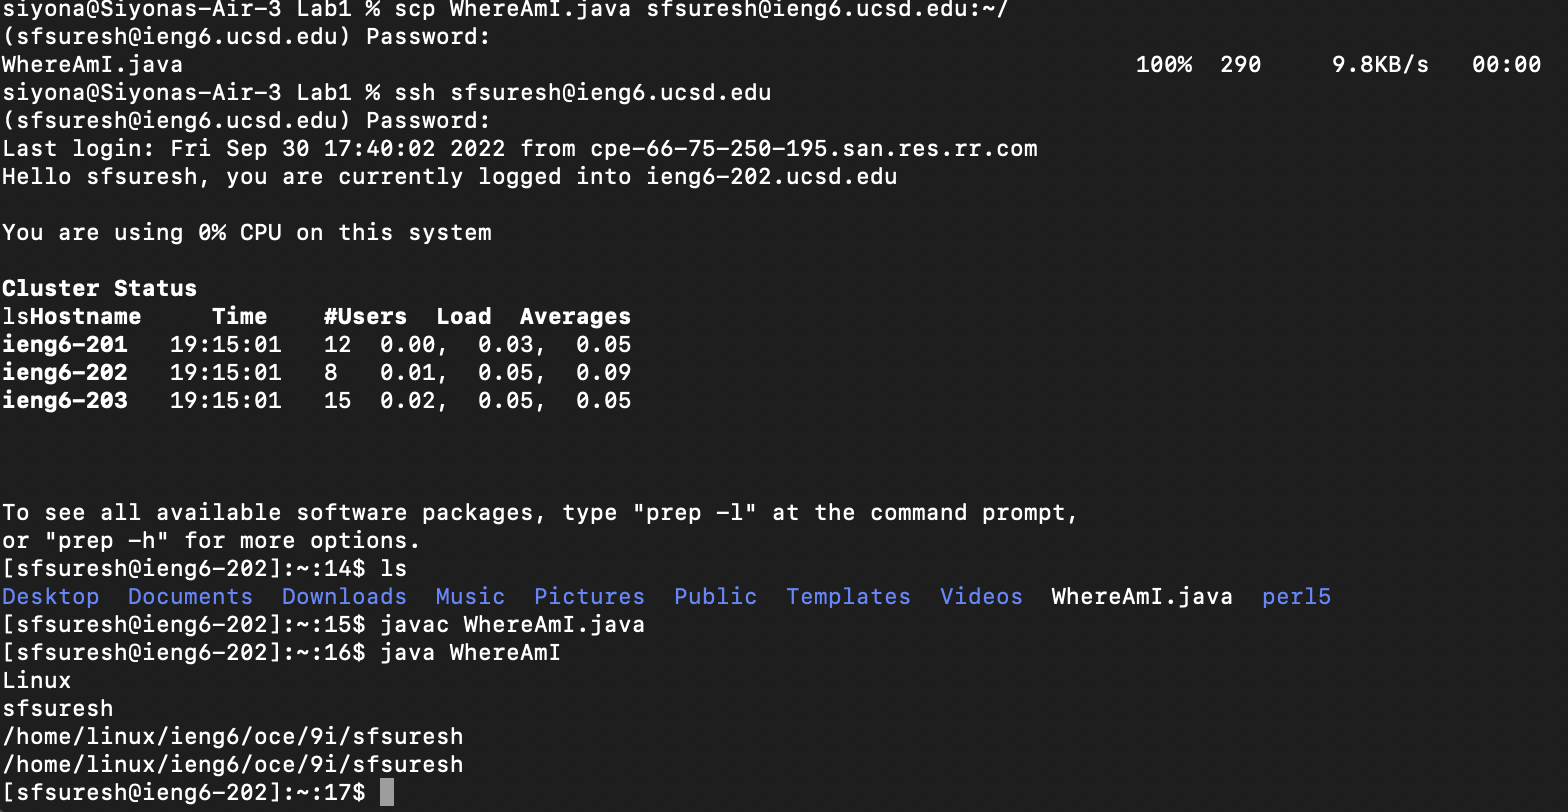 siyona@Siyonas-Air-3 Lab1 % scp WhereAmI.java sfsuresh@ieng6.ucsd.edu:~/
(sfsuresh@ieng6.ucsd.edu) Password:
WhereAmI.java 100% 290 9.8KB/s 00:00
siyona@Siyonas-Air-3 Lab1 % ssh sfsuresh@ieng6.ucsd.edu
(sfsuresh@ieng6.ucsd.edu) Password:
Last login: Fri Sep 30 17:40:02 2022 from cpe-66-75-250-195.san.res.rr.com
Hello sfsuresh, you are currently logged into ieng6-202.ucsd.edu
You are using 0% CPU on this system
Cluster Status
lsHostname Time #Users Load Averages
ieng6-201 19:15:01 12 0.00, 0.03, 0.05
ieng6-202 19:15:01 8 0.01, 0.05, 0.09
ieng6-203 19:15:01 15 0.02, 0.05, 0.05
To see all available software packages, type "prep -l" at the command prompt,
or "prep -h" for more options.
[sfsuresh@ieng6-202]:~:14$ ls
Desktop Documents Downloads Music Pictures Public Templates Videos WhereAmI.java perl5
[sfsuresh@ieng6-202]:~:15$ javac WhereAmI.java
[sfsuresh@ieng6-202]:~:16$ java WhereAmI
Linux
sfsuresh
/home/linux/ieng6/oce/9i/sfsuresh
/home/linux/ieng6/oce/9i/sfsuresh
[sfsuresh@ieng6-202]:~:17$